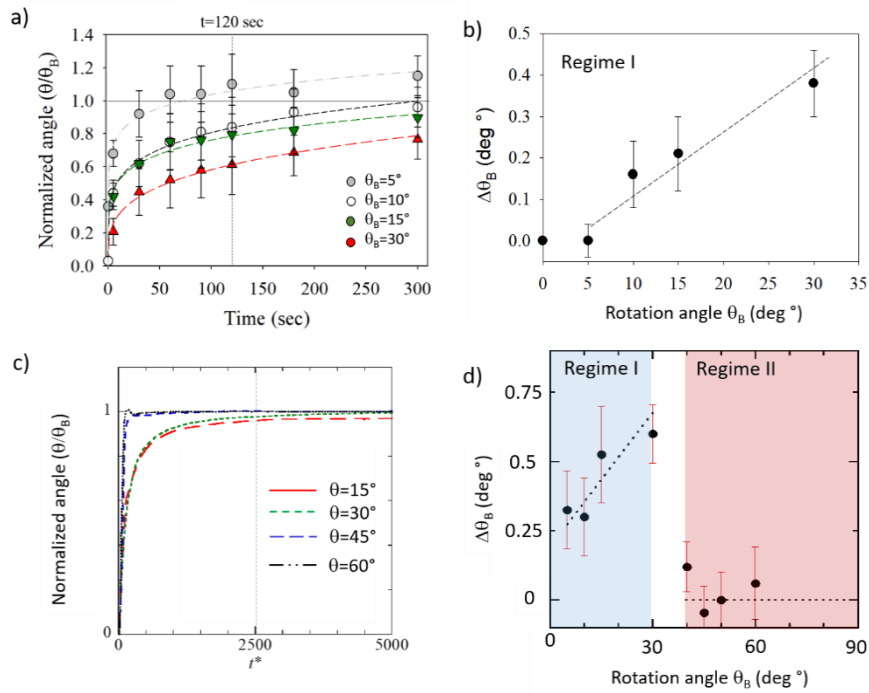 a)
t=120 sec
Normalized angle (θ/θB)
1.4
1.2
1.0
0.8
0.6
0.4
0.2
0.0
θB=5°
θB=10°
θB=15°
θB=30°
0 50 100 150 200 250 300
Time (sec)
b)
Regime I
ΔθB (deg °)
0.5
0.4
0.3
0.2
0.1
0.0
0 5 10 15 20 25 30 35
Rotation angle θB (deg °)
c)
Normalized angle (θ/θB)
1
θ=15°
θ=30°
θ=45°
θ=60°
0 2500 5000
t*
d)
Regime I Regime II
ΔθB (deg °)
0.75
0.5
0.25
0
0 30 60 90
Rotation angle θB (deg °)